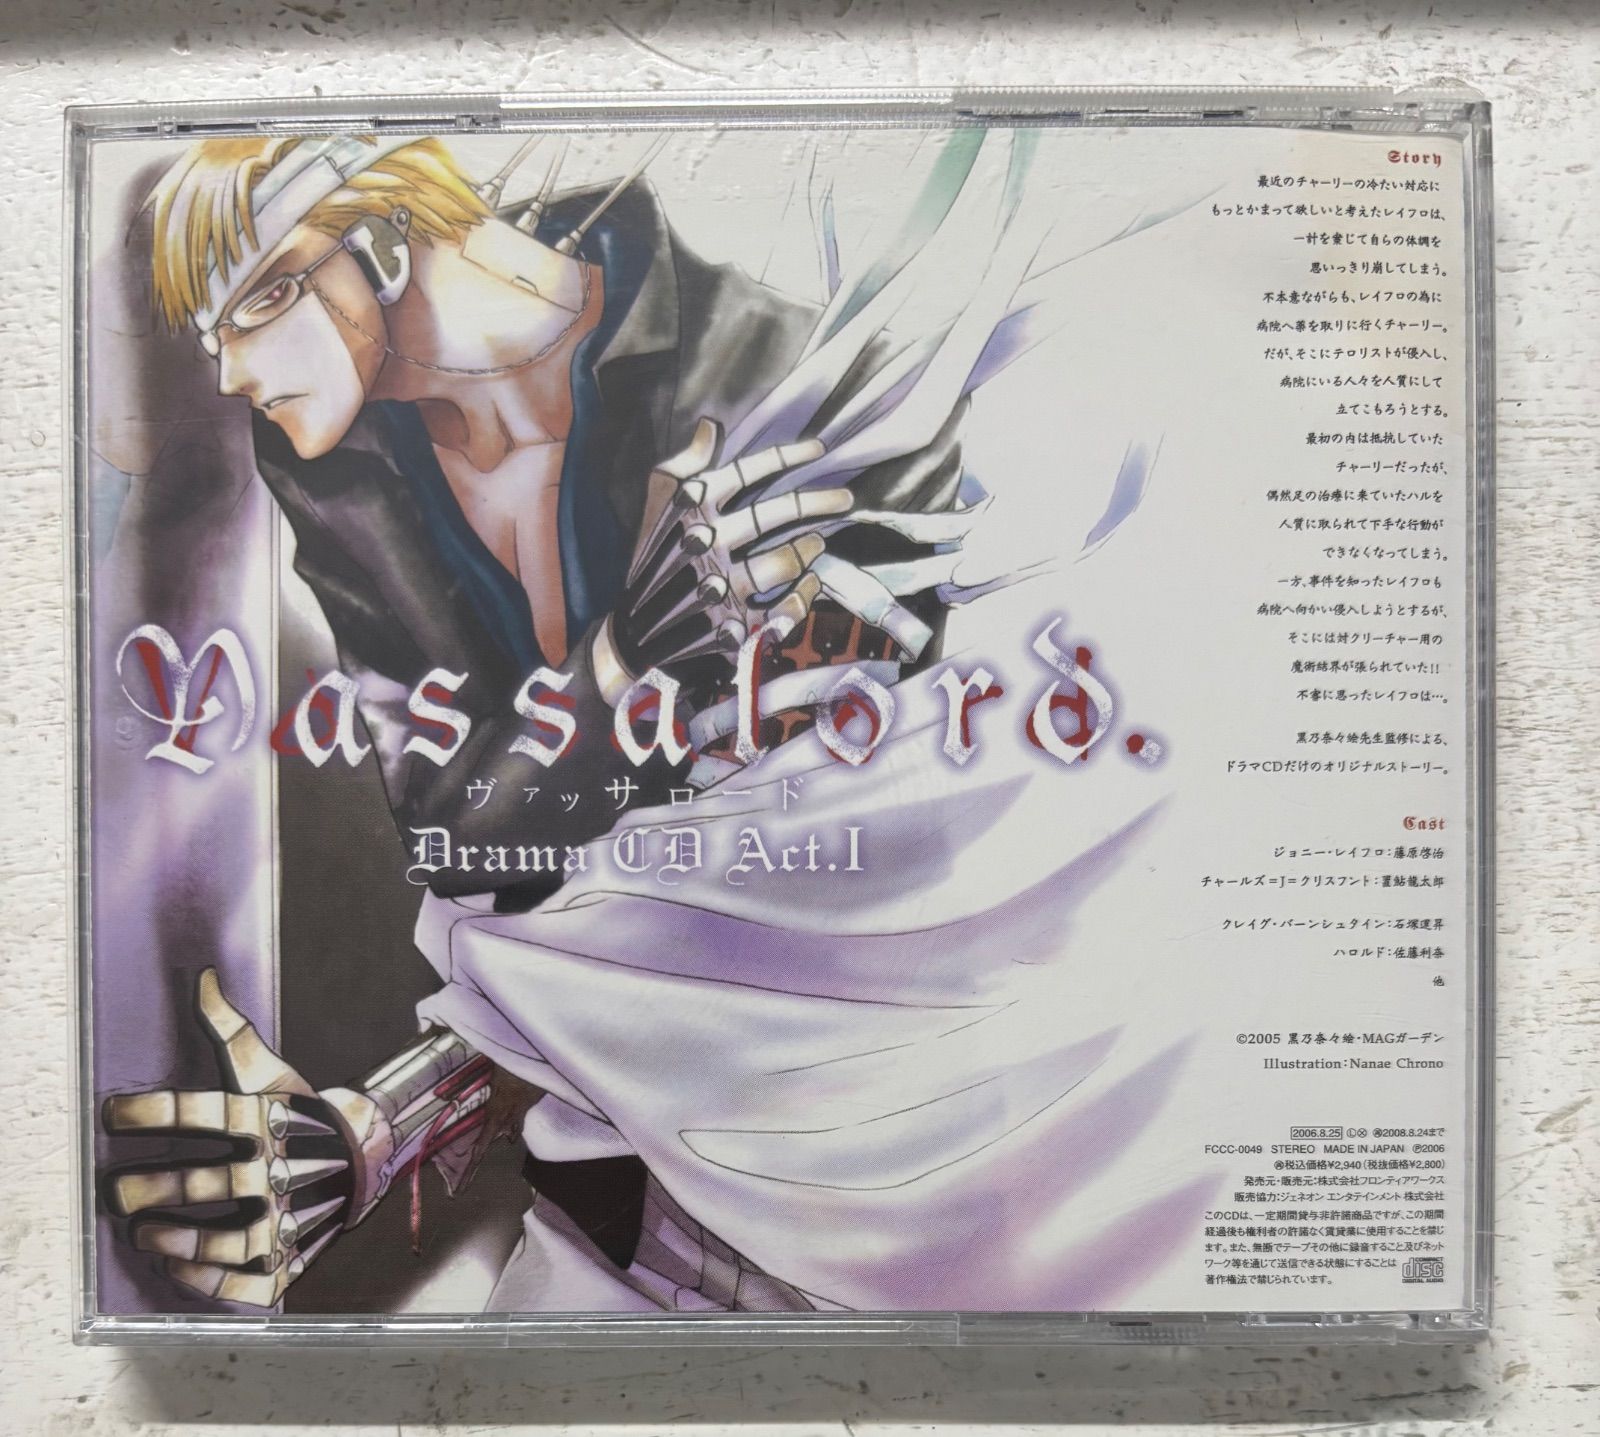 Vassalord.
ヴァッサロード
Drama CD Act.I
Story
最近のチャーリーの冷たい対応に
もっとかまって欲しいと考えたレイフロは、
一計を案じて自らの体調を
思いっきり崩してしまう。
不本意ながらも、レイフロの為に
病院へ薬を取りに行くチャーリー。
だが、そこにテロリストが侵入し、
病院にいる人々を人質にして
立てこもろうとする。
最初の内は抵抗していた
チャーリーだったが、
偶然足の治療に来ていたハルを
人質に取られて下手な行動が
できなくなってしまう。
一方、事件を知ったレイフロも
病院へ向かい侵入しようとするが、
そこには対クリーチャー用の
魔術結界が張られていた!!
不審に思ったレイフロは…。
黒乃奈々絵先生監修による、
ドラマCDだけのオリジナルストーリー。
Cast
ジョニー・レイフロ：藤原啓治
チャールズ=J=クリスフント：置鮎龍太郎
クレイグ・バーンシュタイン：石塚運昇
ハロルド：佐藤利奈
他
©2005 黒乃奈々絵・MAGガーデン
Illustration：Nanae Chrono
2006.8.25 Ⓛ Ⓧ ㋐2008.8.24まで
FCCC-0049 STEREO MADE IN JAPAN ℗2006
㋐税込価格¥2,940(税抜価格¥2,800)
発売元・販売元：株式会社フロンティアワークス
販売協力：ジェネオン エンタテインメント株式会社
このCDは、一定期間貸与非許諾商品ですが、この期間
経過後も権利者の許諾なく賃貸業に使用することを禁じ
ます。また、無断でテープその他に録音すること及びネット
ワーク等を通じて送信できる状態にすることは
著作権法で禁じられています。
COMPACT
disc
DIGITAL AUDIO